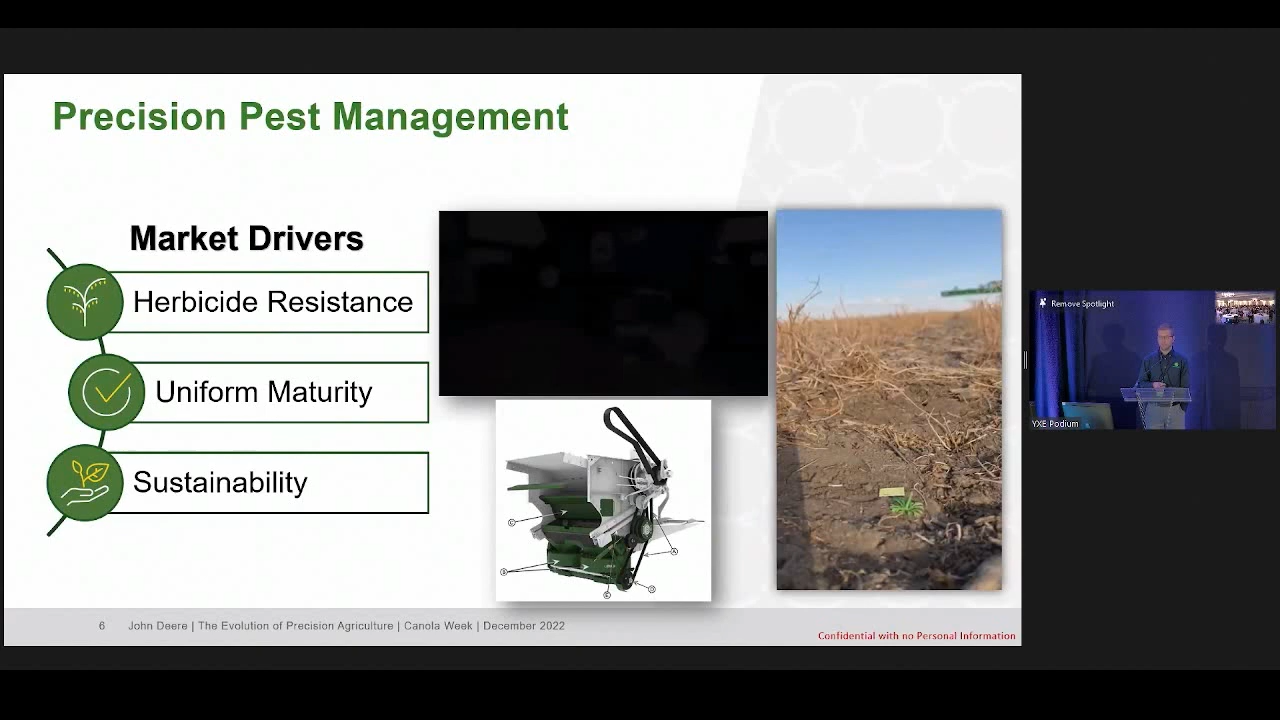 Precision Pest Management
Market Drivers
Herbicide Resistance
Uniform Maturity
Sustainability
6 John Deere | The Evolution of Precision Agriculture | Canola Week | December 2022
Confidential with no Personal Information
Remove Spotlight
YXE Podium